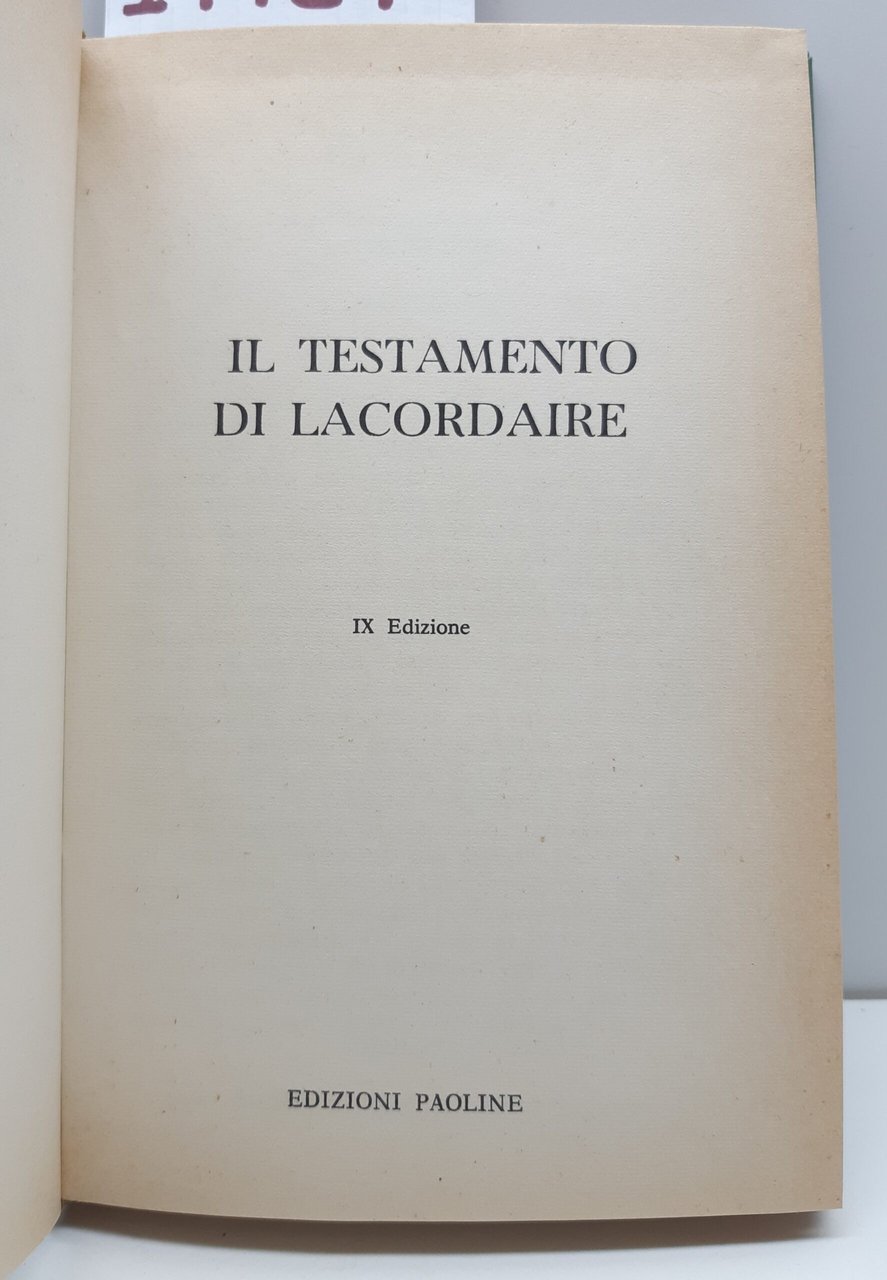 IL TESTAMENTO
DI LACORDAIRE
IX Edizione
EDIZIONI PAOLINE